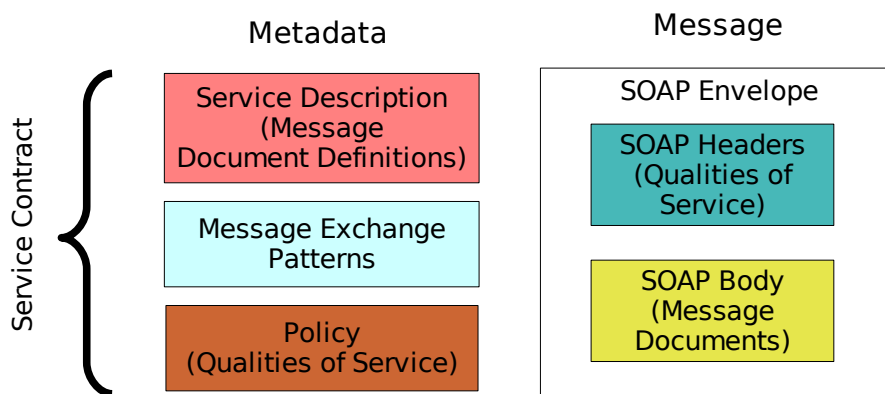 Metadata
Message
Service Contract
Service Description
(Message
Document Definitions)
Message Exchange
Patterns
Policy
(Qualities of Service)
SOAP Envelope
SOAP Headers
(Qualities of
Service)
SOAP Body
(Message
Documents)